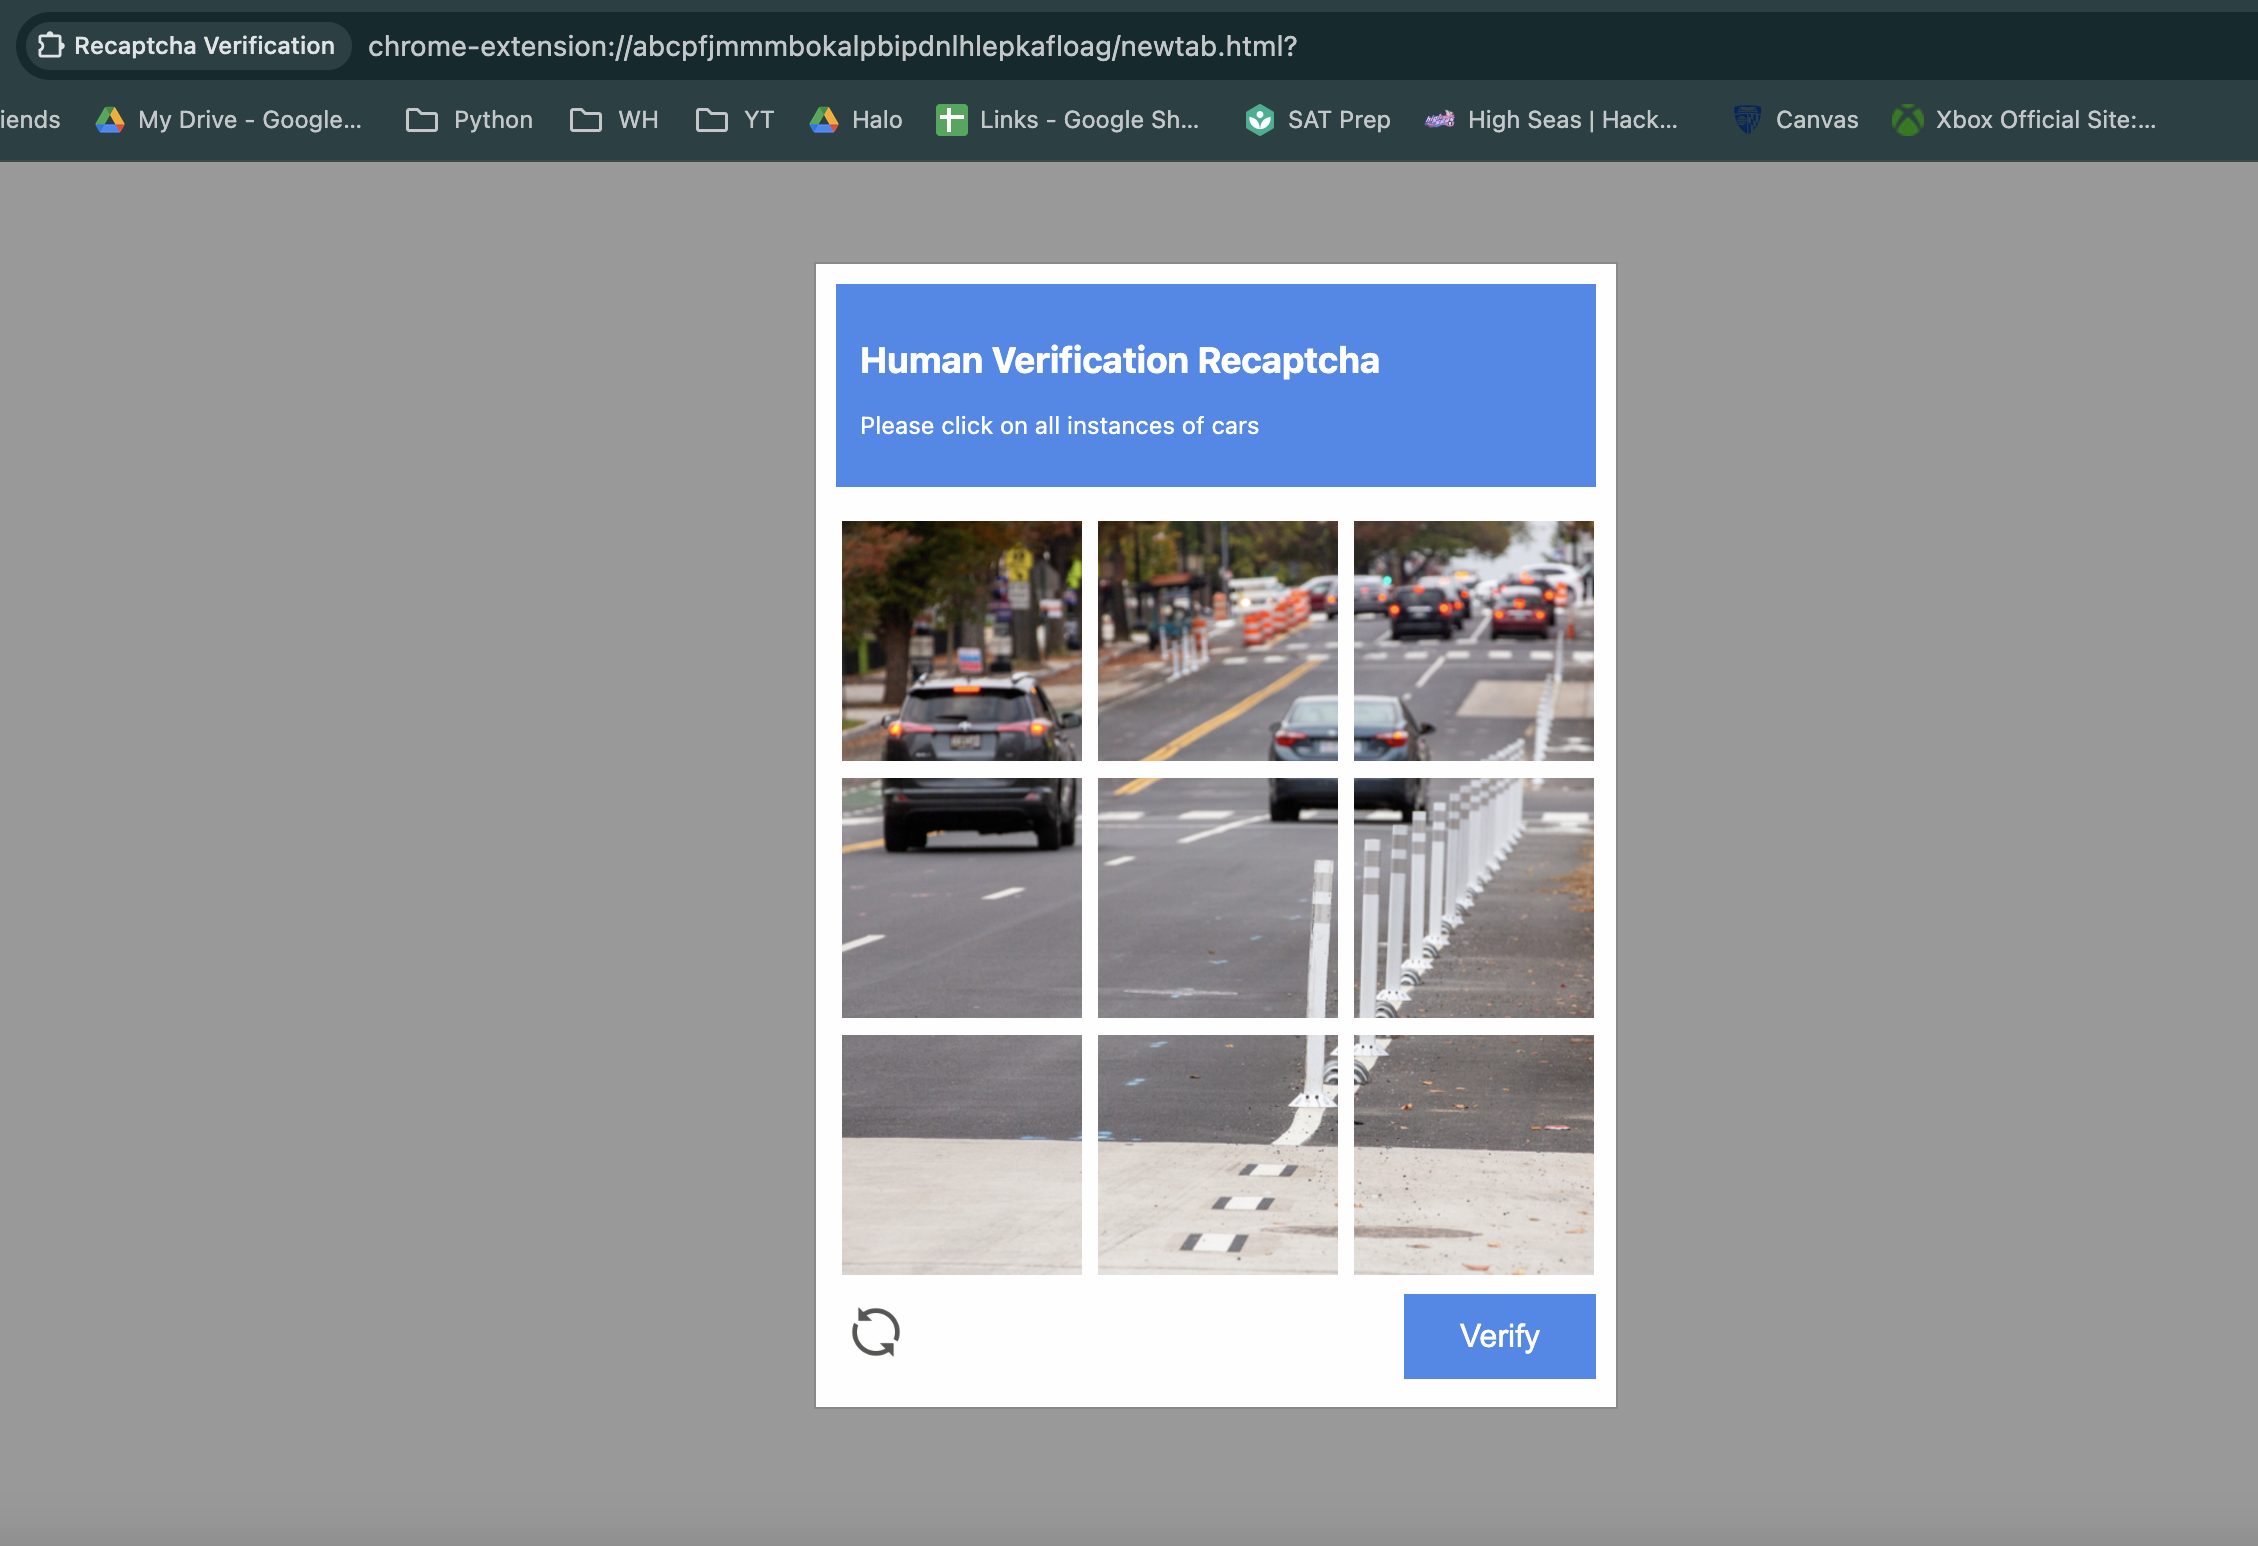 Recaptcha Verification chrome-extension://abcpfjmmmbokalpbipdnlhlepkafloag/newtab.html?
iends My Drive - Google... Python WH YT Halo Links - Google Sh... SAT Prep High Seas | Hack... Canvas Xbox Official Site:...
Human Verification Recaptcha
Please click on all instances of cars
Verify